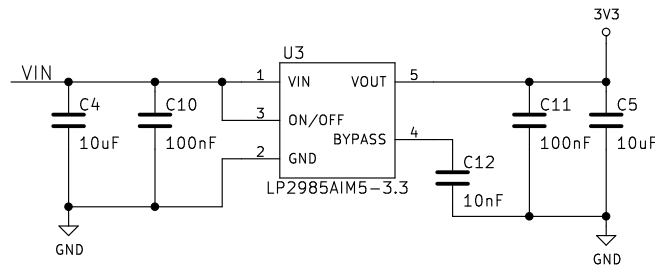 3V3
U3
VIN
1
VIN
VOUT
5
C4
C10
C11
C5
3
ON/OFF
10uF
100nF
BYPASS
4
100nF
10uF
2
GND
C12
LP2985AIM5-3.3
10nF
GND
GND